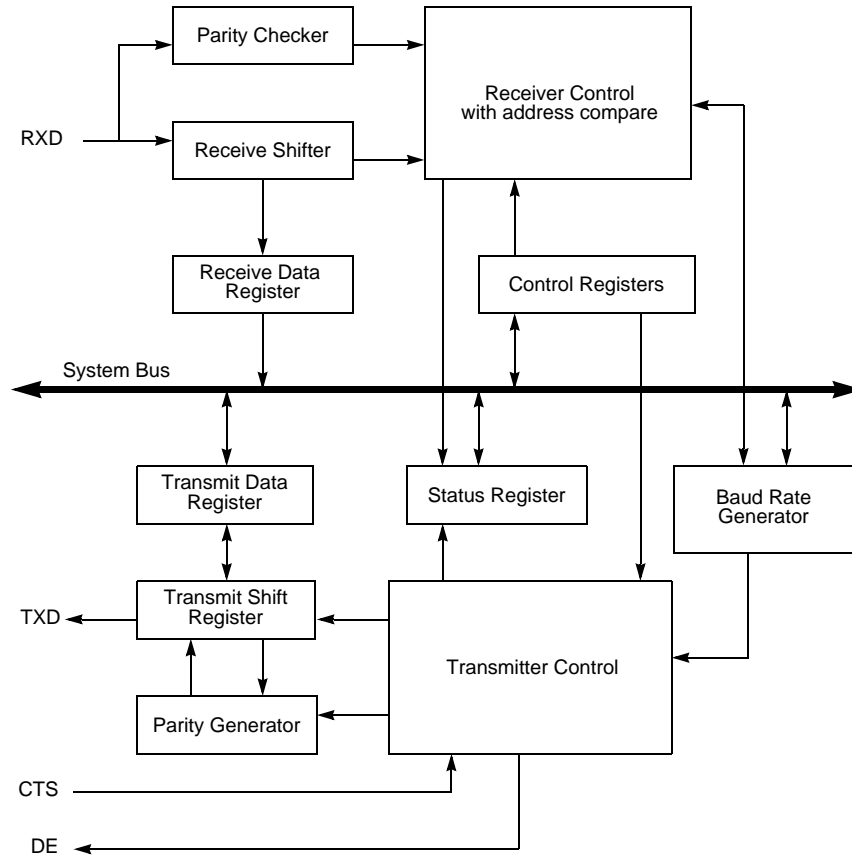 Parity Checker
Receiver Control
with address compare
RXD
Receive Shifter
Receive Data
Register
Control Registers
System Bus
Transmit Data
Register
Status Register
Baud Rate
Generator
TXD
Transmit Shift
Register
Transmitter Control
Parity Generator
CTS
DE